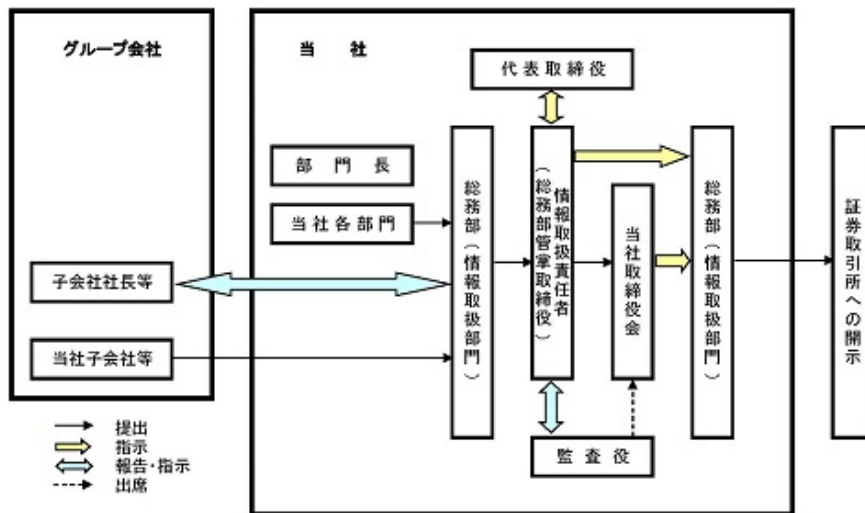 グループ会社
当　社
代表取締役
部　門　長
当社各部門
子会社社長等
当社子会社等
総務部（情報取扱部門）
情報取扱責任者
（総務部管掌取締役）
当社取締役会
総務部（情報取扱部門）
証券取引所への開示
監　査　役
提出
指示
報告・指示
出席